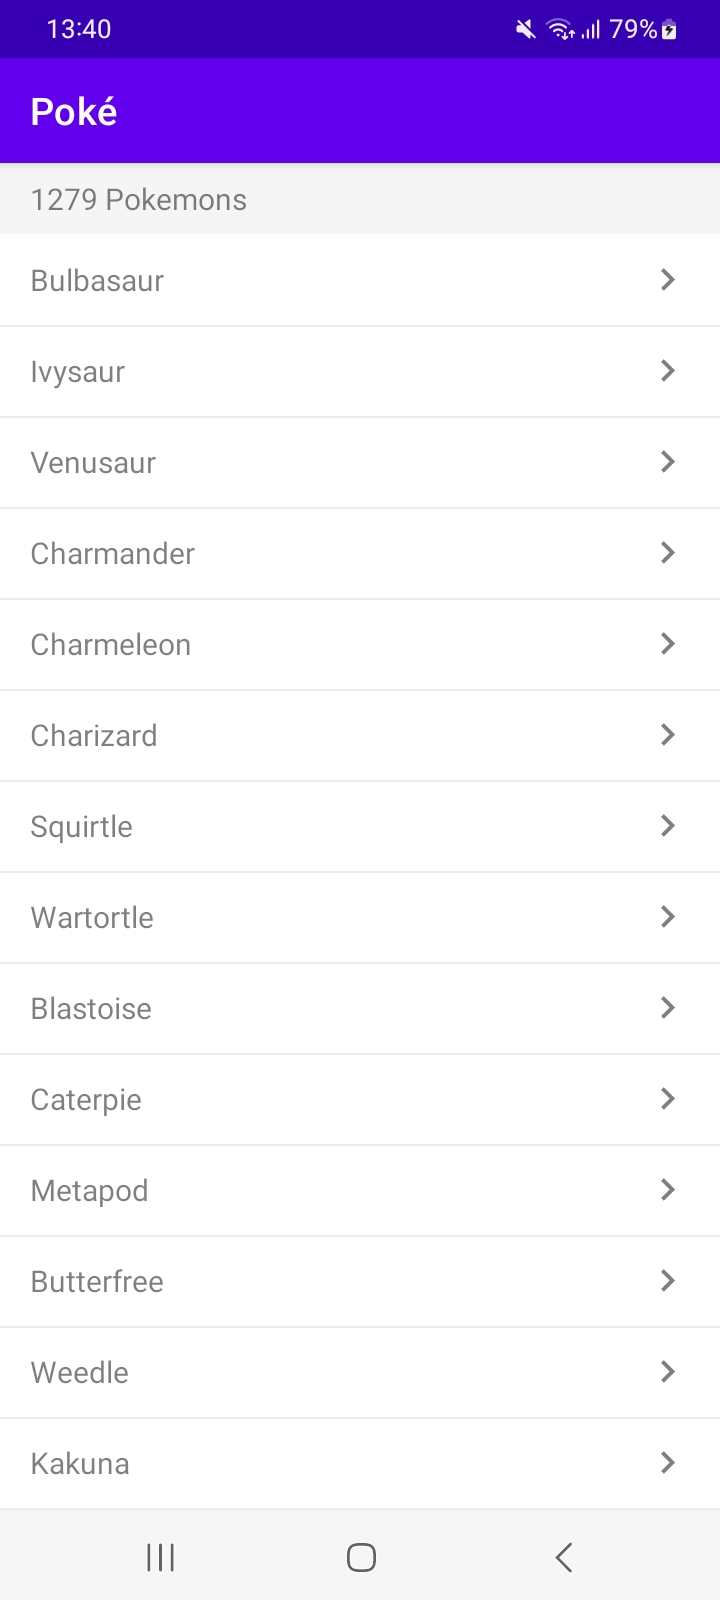 13:40
79%
Poké
1279 Pokemons
Bulbasaur
Ivysaur
Venusaur
Charmander
Charmeleon
Charizard
Squirtle
Wartortle
Blastoise
Caterpie
Metapod
Butterfree
Weedle
Kakuna